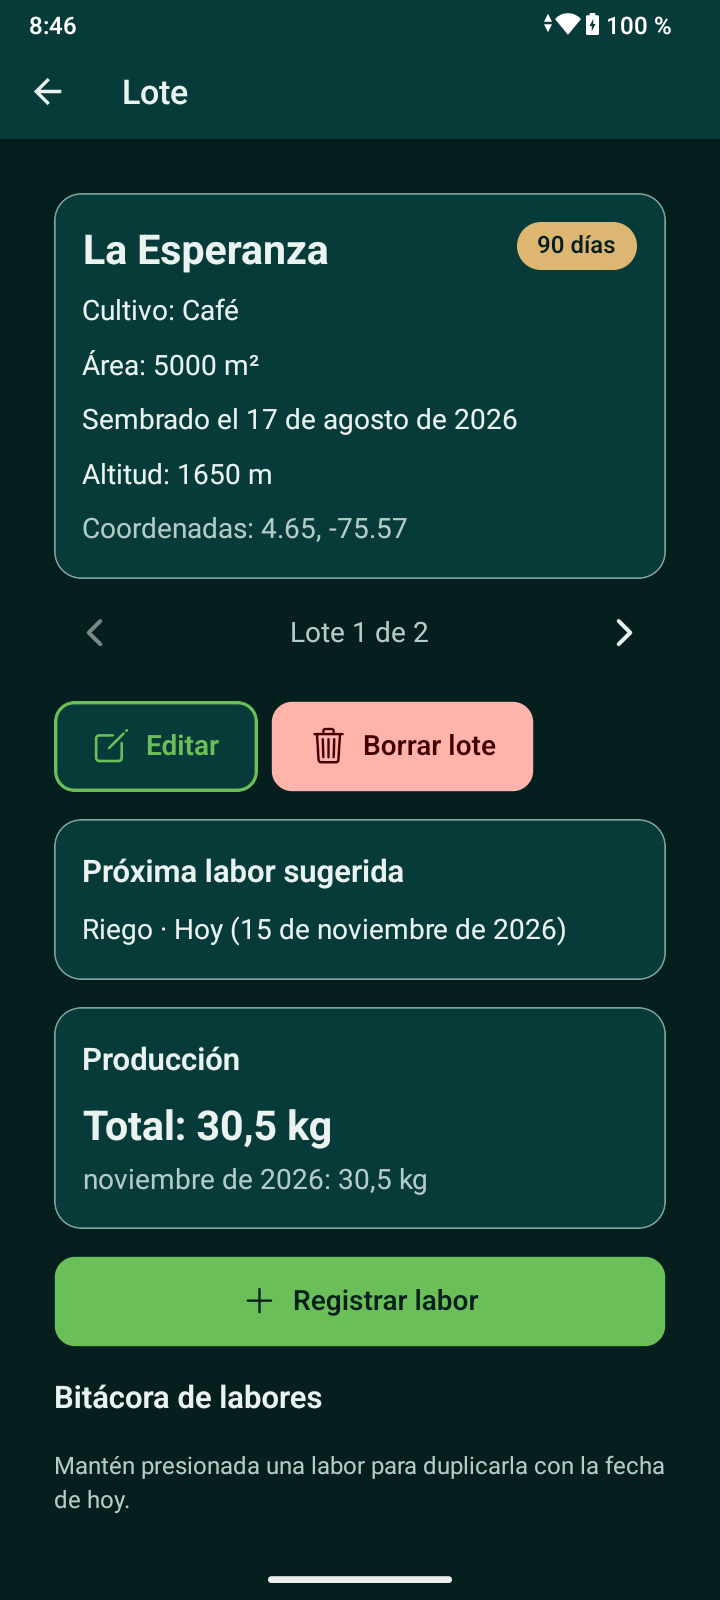 8:46
100 %
Lote
La Esperanza
90 días
Cultivo: Café
Área: 5000 m²
Sembrado el 17 de agosto de 2026
Altitud: 1650 m
Coordenadas: 4.65, -75.57
Lote 1 de 2
Editar
Borrar lote
Próxima labor sugerida
Riego · Hoy (15 de noviembre de 2026)
Producción
Total: 30,5 kg
noviembre de 2026: 30,5 kg
Registrar labor
Bitácora de labores
Mantén presionada una labor para duplicarla con la fecha
de hoy.